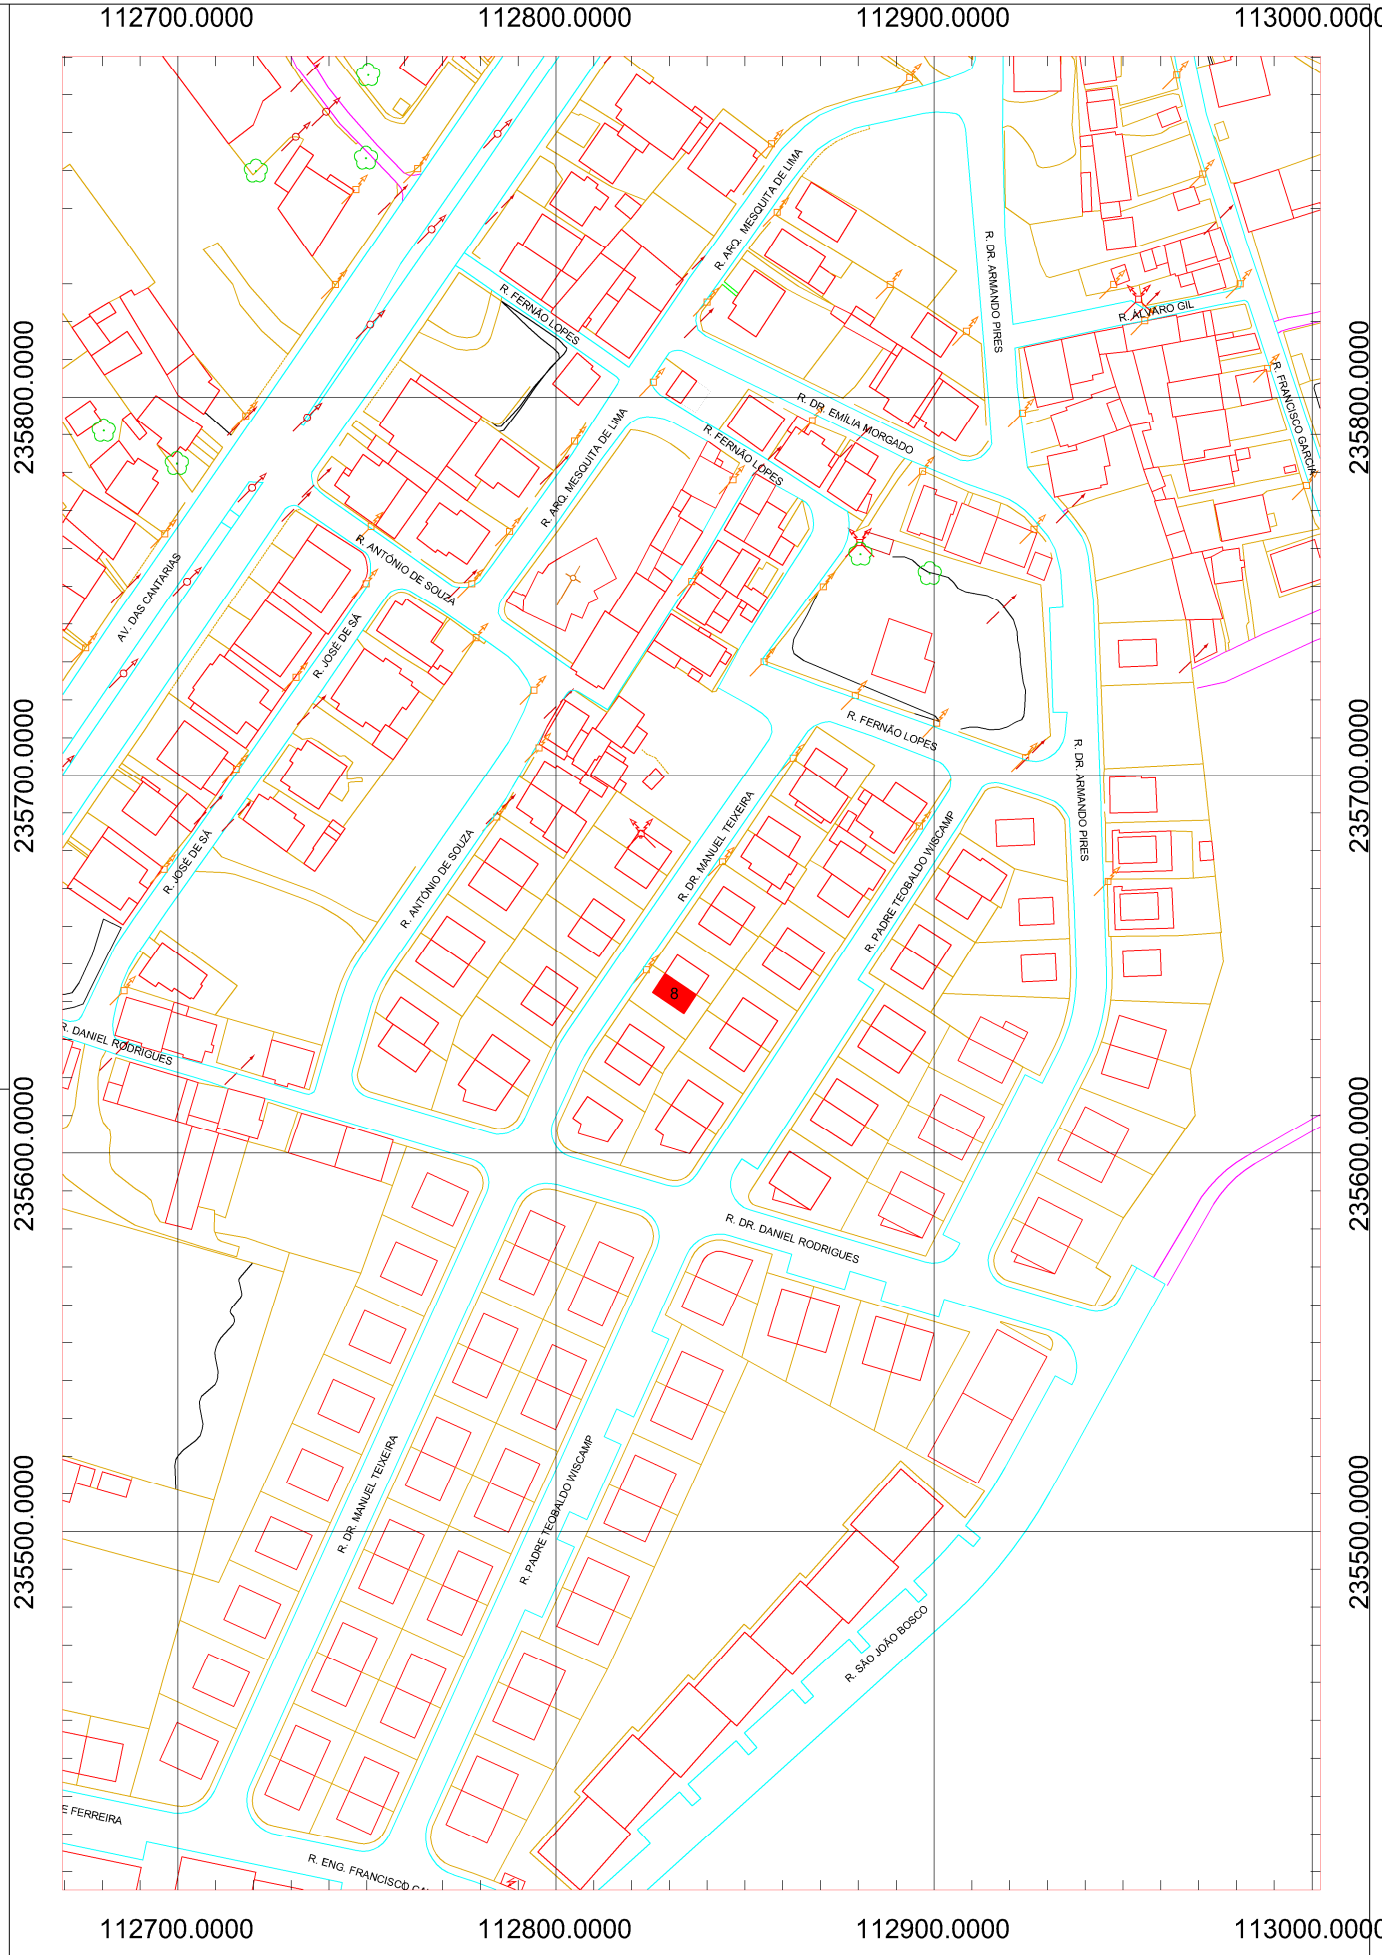 112700.0000
112800.0000
112900.0000
113000.0000
R. ARQ. MESQUITA DE LIMA
R. DR. ARMANDO PIRES
R. FERNÃO LOPES
R. ÁLVARO GIL
235800.0000
235800.0000
R. FRANCISCO GARCIA
R. DR. EMÍLIA MORGADO
R. ARQ. MESQUITA DE LIMA
R. FERNÃO LOPES
R. ANTÓNIO DE SOUZA
AV. DAS CANTARIAS
R. JOSÉ DE SÁ
R. FERNÃO LOPES
235700.0000
235700.0000
R. DR. ARMANDO PIRES
R. DR. MANUEL TEIXEIRA
R. PADRE TEOBALDO WISCAMP
R. JOSÉ DE SÁ
R. ANTÓNIO DE SOUZA
8
R. DANIEL RODRIGUES
235600.0000
235600.0000
R. DR. DANIEL RODRIGUES
R. DR. MANUEL TEIXEIRA
R. PADRE TEOBALDO WISCAMP
235500.0000
235500.0000
R. SÃO JOÃO BOSCO
E FERREIRA
R. ENG. FRANCISCO
112700.0000
112800.0000
112900.0000
113000.0000